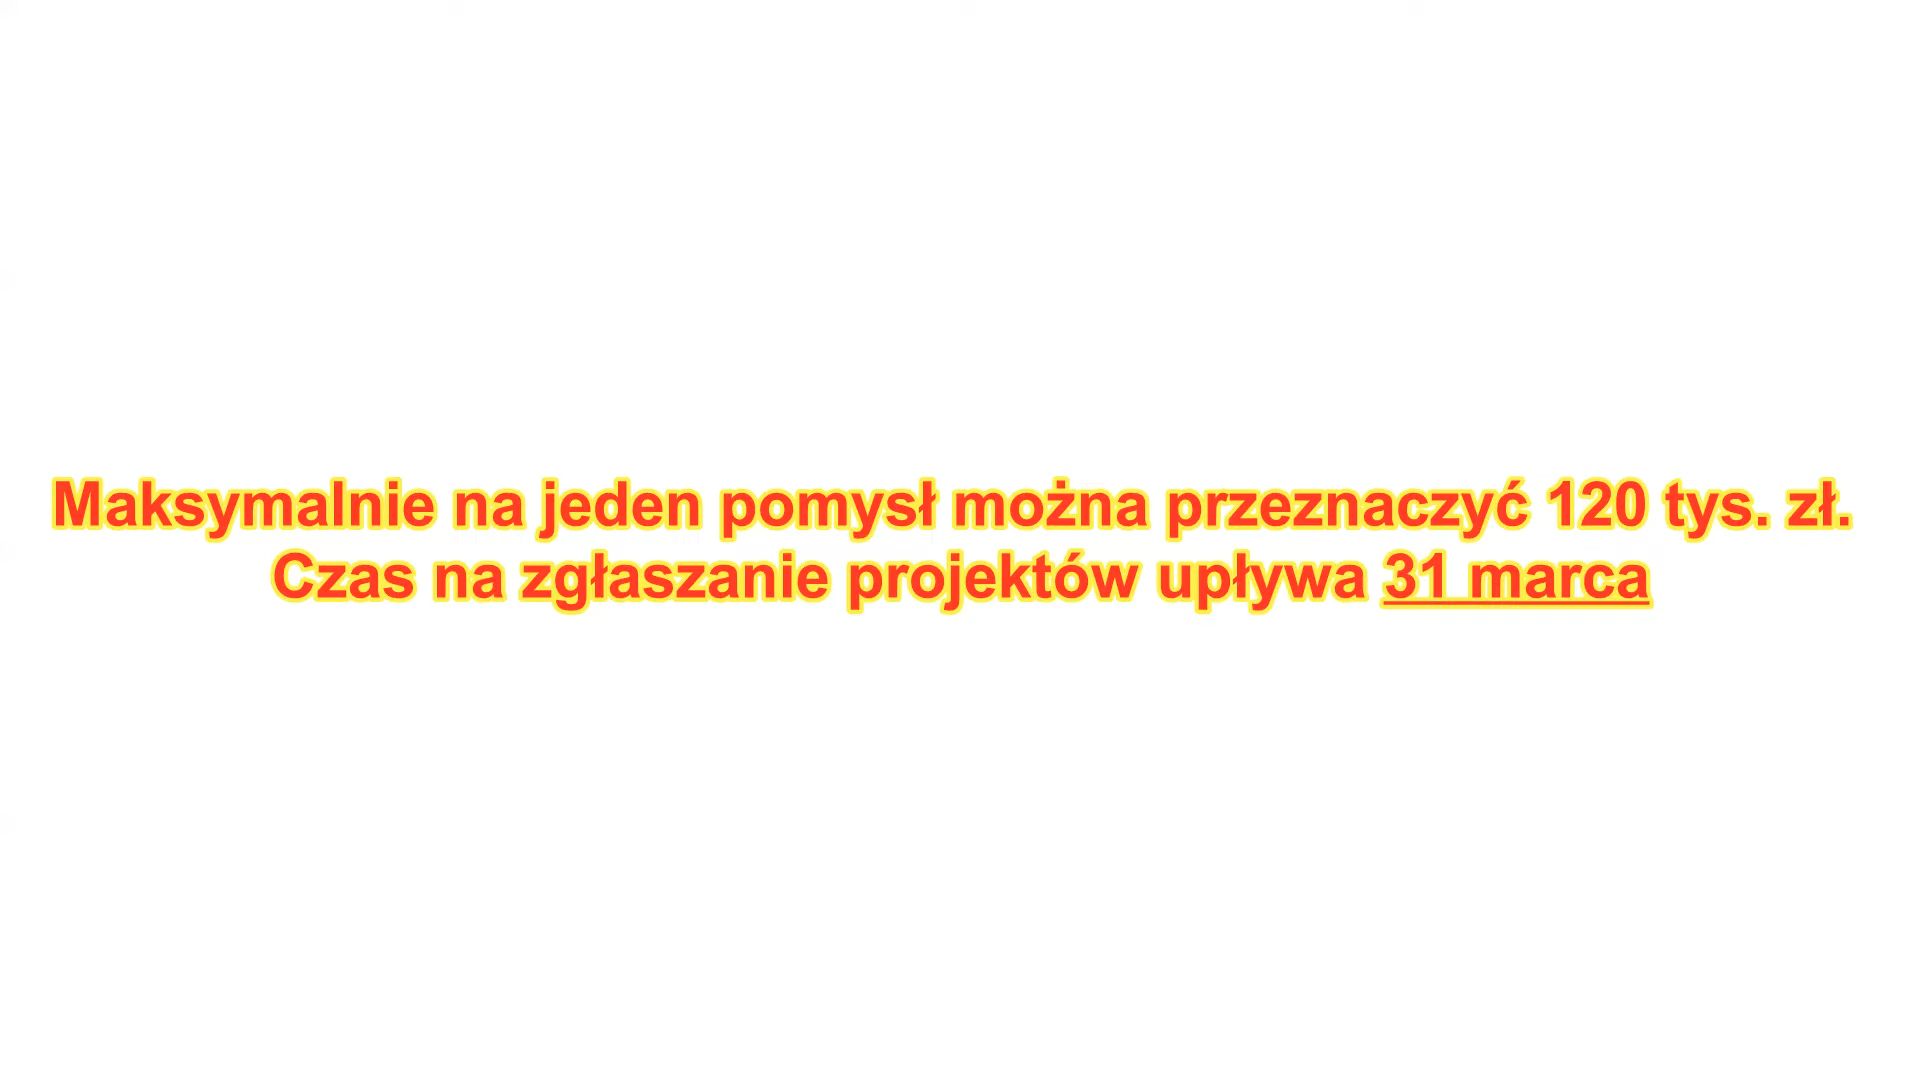 Maksymalnie na jeden pomysł można przeznaczyć 120 tys. zł.
Czas na zgłaszanie projektów upływa 31 marca